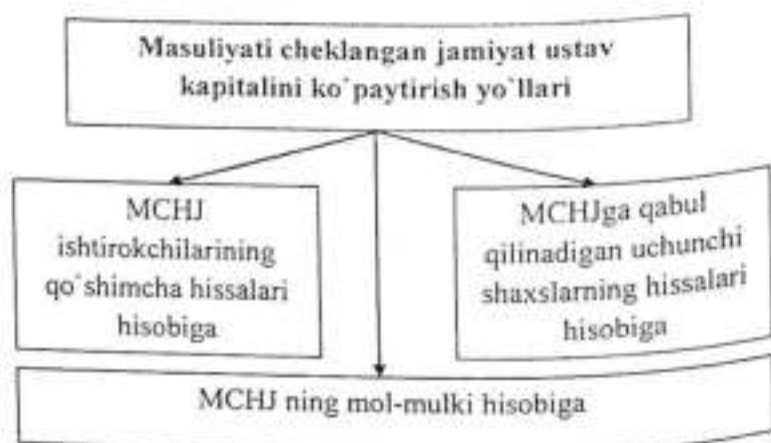 Masuliyati cheklangan jamiyat ustav
kapitalini ko`paytirish yo`llari
MCHJ
ishtirokchilarining
qo`shimcha hissalari
hisobiga
MCHJga qabul
qilinadigan uchunchi
shaxslarning hissalari
hisobiga
MCHJ ning mol-mulki hisobiga